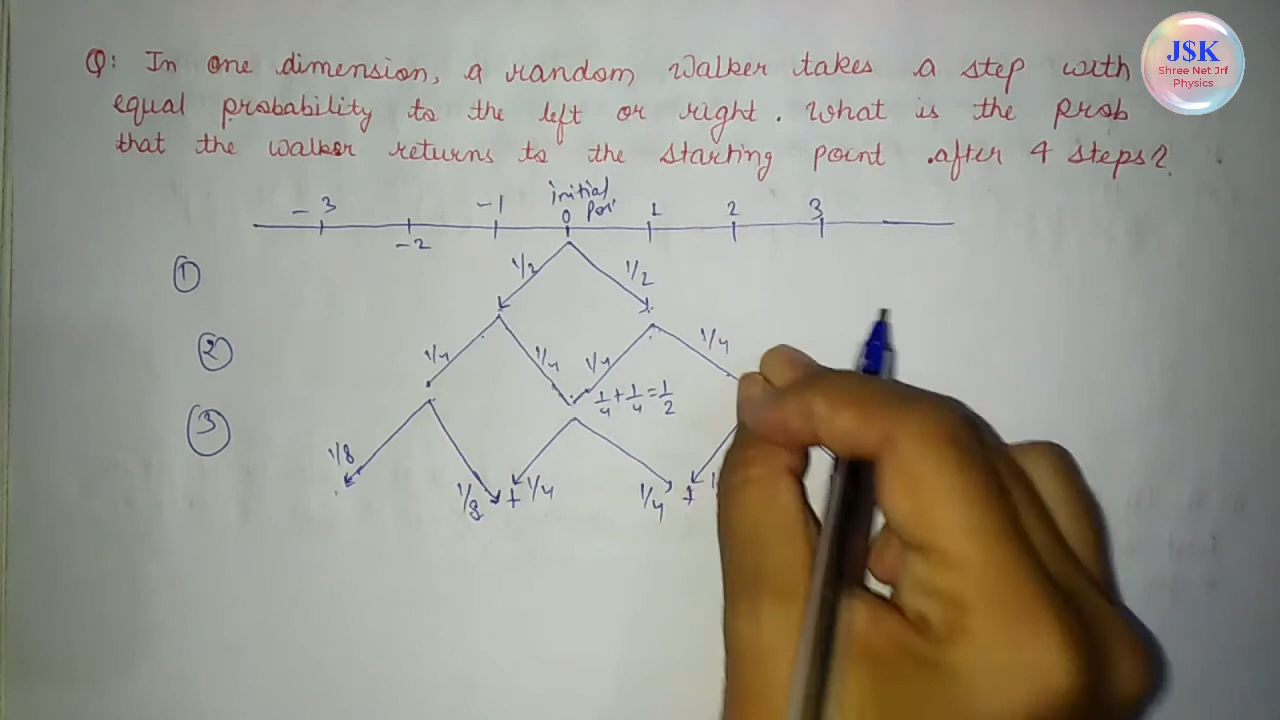 J$K
Shree Net Jrf
Physics
Q: In one dimension, a random walker takes a step with
equal probability to the left or right. What is the prob
that the walker returns to the starting point after 4 steps?
initial
-3 -1 0 1 2 3
-2
① 1/2 1/2
② 1/4 1/4 1/4 1/4
1/4 + 1/4 = 1/2
③ 1/8
1/8 + 1/4 1/4 +